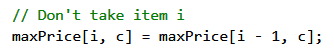 // Don't take item i
maxPrice[i, c] = maxPrice[i - 1, c];